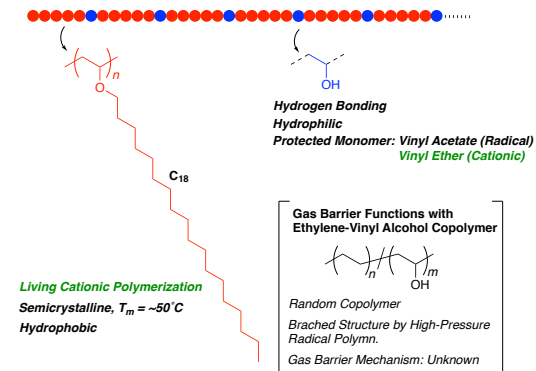 n
O
OH
Hydrogen Bonding
Hydrophilic
Protected Monomer: Vinyl Acetate (Radical)
Vinyl Ether (Cationic)
C18
Gas Barrier Functions with
Ethylene-Vinyl Alcohol Copolymer
n
m
OH
Living Cationic Polymerization
Semicrystalline, Tm = ~50˚C
Hydrophobic
Random Copolymer
Brached Structure by High-Pressure
Radical Polymn.
Gas Barrier Mechanism: Unknown